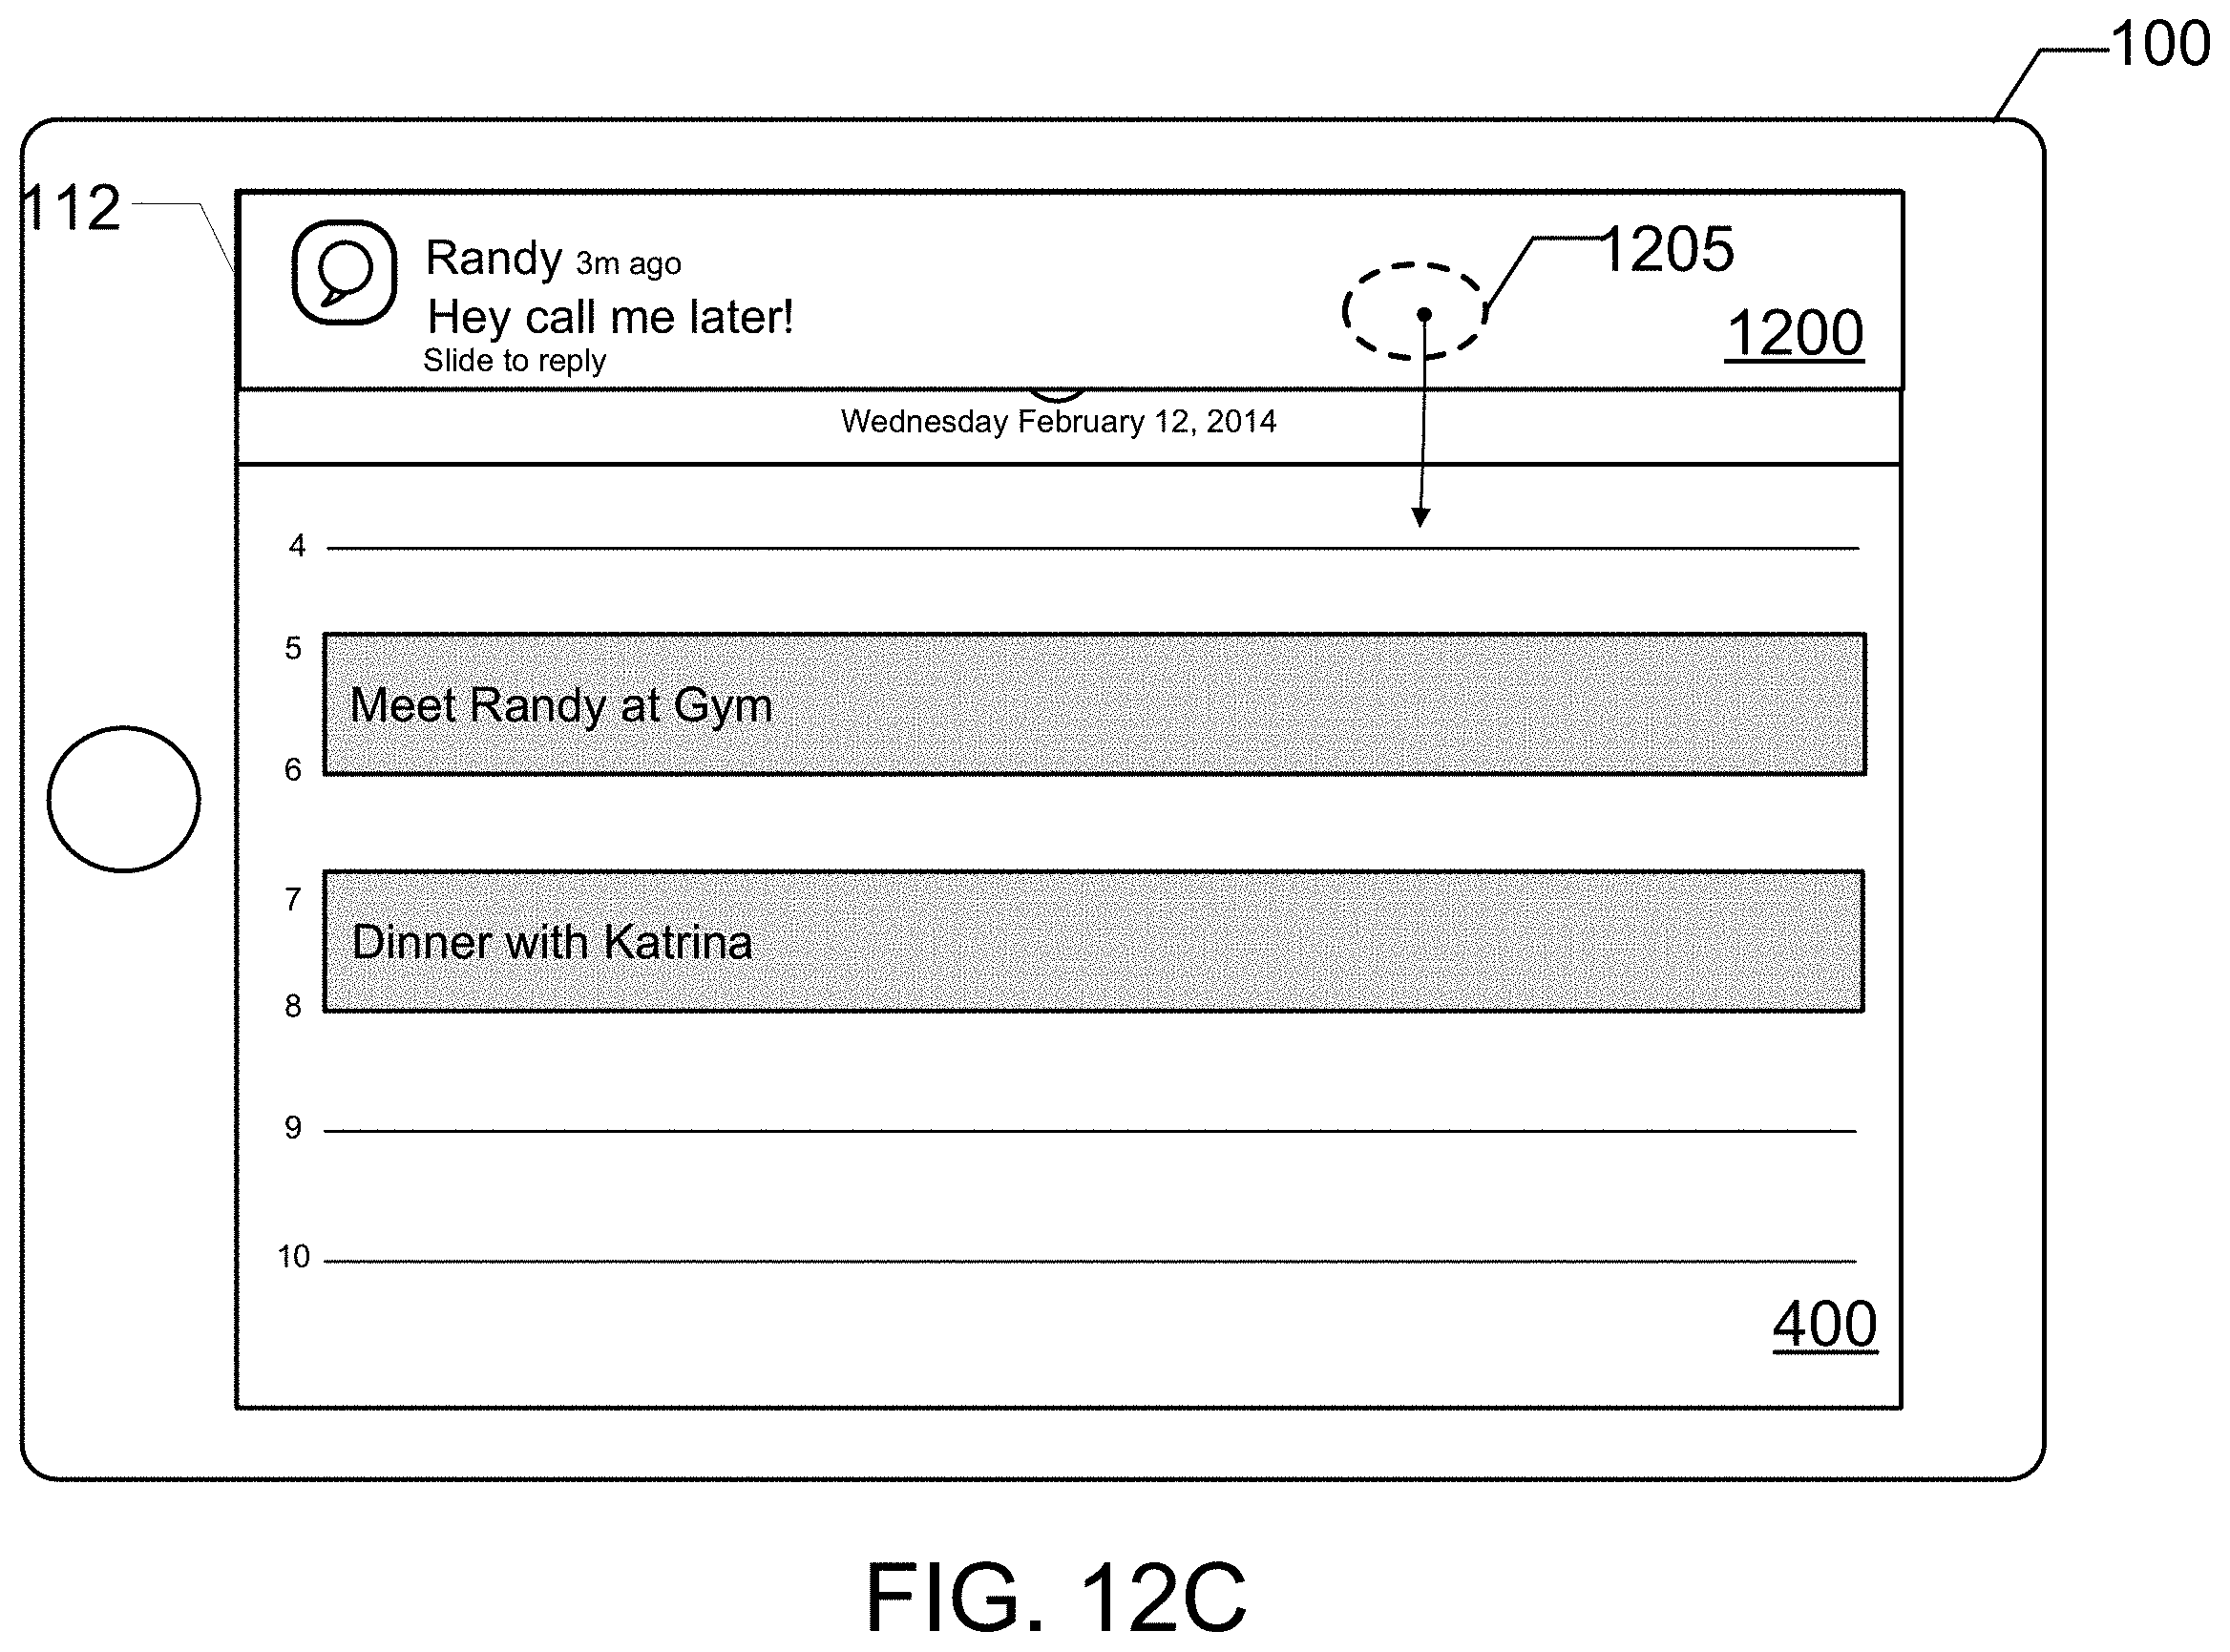 100
112
Randy 3m ago
1205
Hey call me later!
1200
Slide to reply
Wednesday February 12, 2014
4
5
Meet Randy at Gym
6
7
Dinner with Katrina
8
9
10
400
FIG. 12C